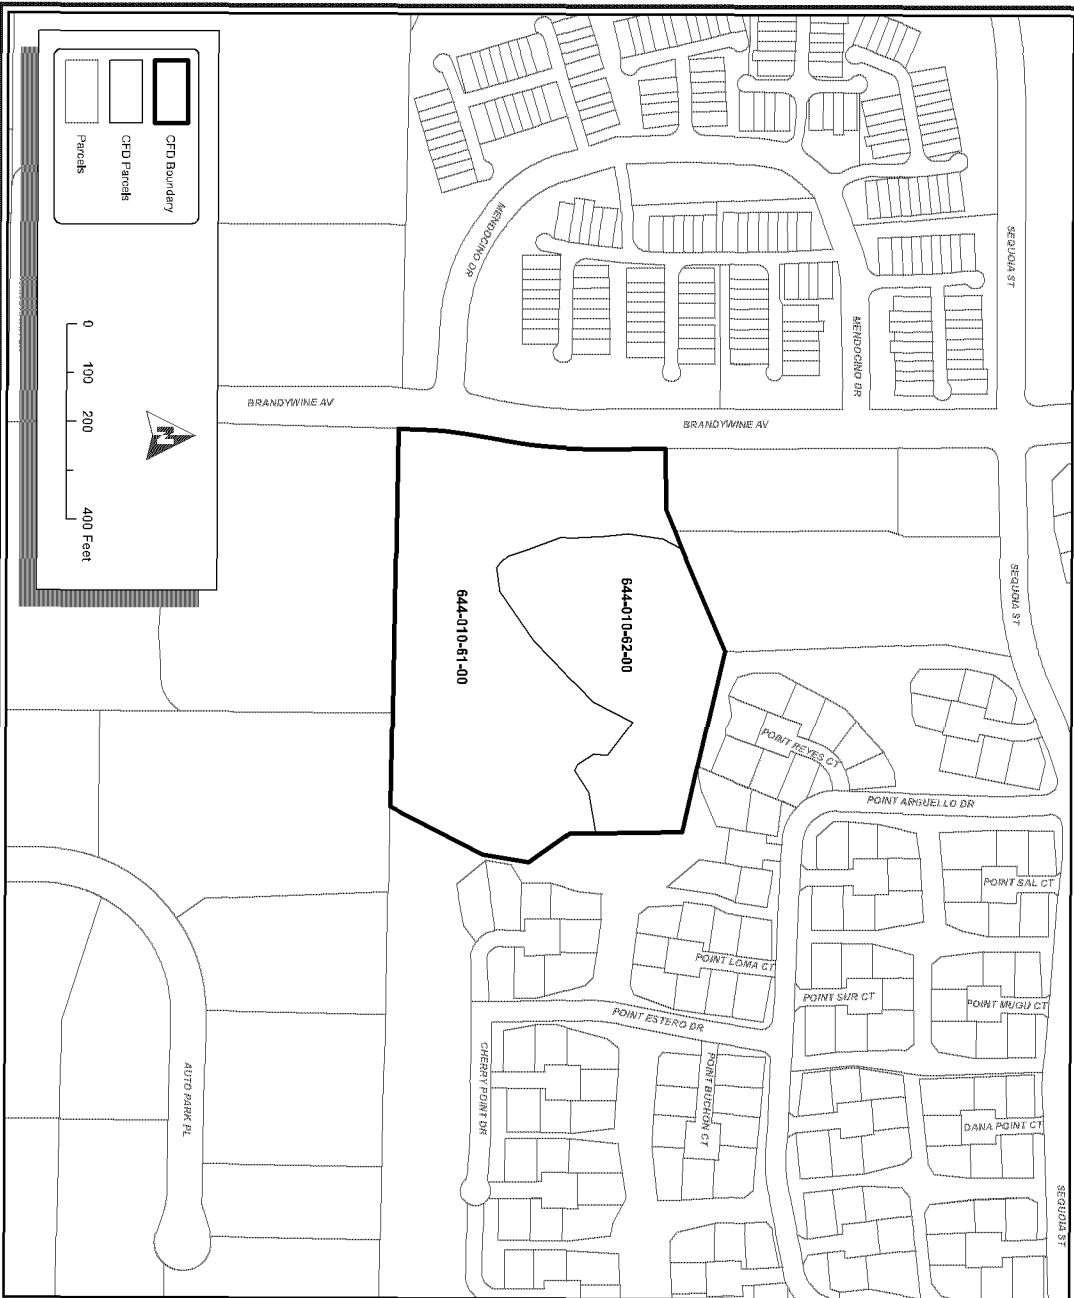 CFD Boundary
CFD Parcels
Parcels
0 100 200 400 Feet
N
SEQUOIA ST
MENDOCINO DR
MENDOCINO DR
BRANDYWINE AV
BRANDYWINE AV
SEQUOIA ST
644-010-62-00
644-010-61-00
POINT REYES CT
POINT ARGUELLO DR
POINT SAL CT
POINT LOMA CT
POINT SUR CT
POINT MUGU CT
POINT ESTERO DR
CHERRY POINT DR
POINT BUCHON CT
DANA POINT CT
AUTO PARK PL
SEQUOIA ST